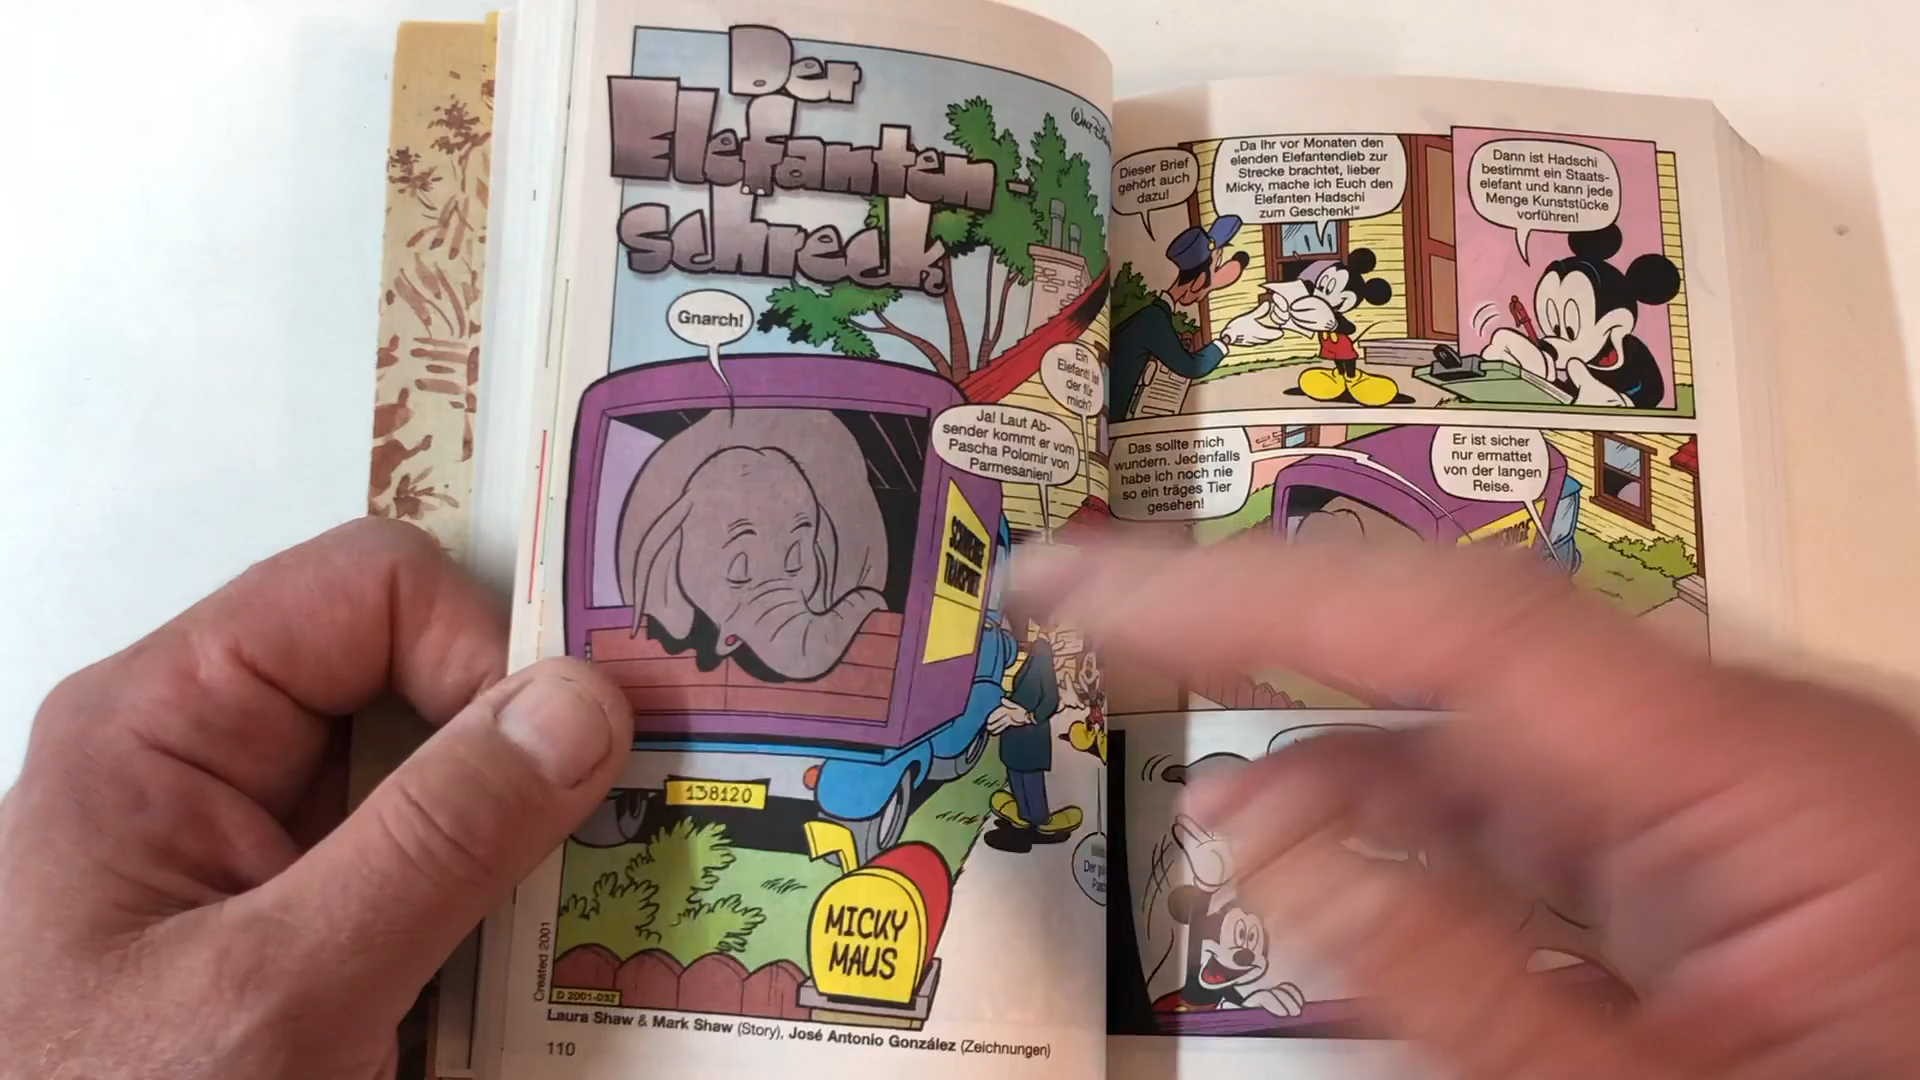 Der
Elefanten-
schreck
Gnarch!
Ein
der für
mich?
Ja! Laut Ab-
sender kommt er vom
Pascha Polomir von
Parmesanien!
TRANSPORT
138120
MICKY
MAUS
Created 2001
D 2001-032
Laura Shaw & Mark Shaw (Story), José Antonio González (Zeichnungen)
110
Dieser Brief
gehört auch
dazu!
„Da Ihr vor Monaten den
elenden Elefantendieb zur
Strecke brachtet, lieber
Micky, mache ich Euch den
Elefanten Hadschi
zum Geschenk!“
Dann ist Hadschi
bestimmt ein Staats-
elefant und kann jede
Menge Kunststücke
vorführen!
Das sollte mich
wundern. Jedenfalls
habe ich noch nie
so ein träges Tier
gesehen!
Er ist sicher
nur ermattet
von der langen
Reise.